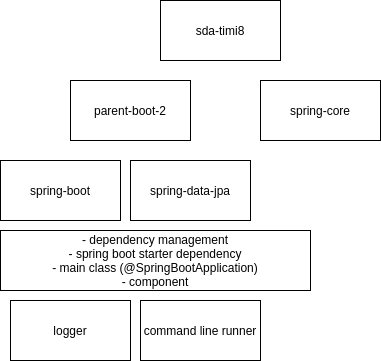 sda-timi8
parent-boot-2
spring-core
spring-boot
spring-data-jpa
- dependency management
- spring boot starter dependency
- main class (@SpringBootApplication)
- component
logger
command line runner